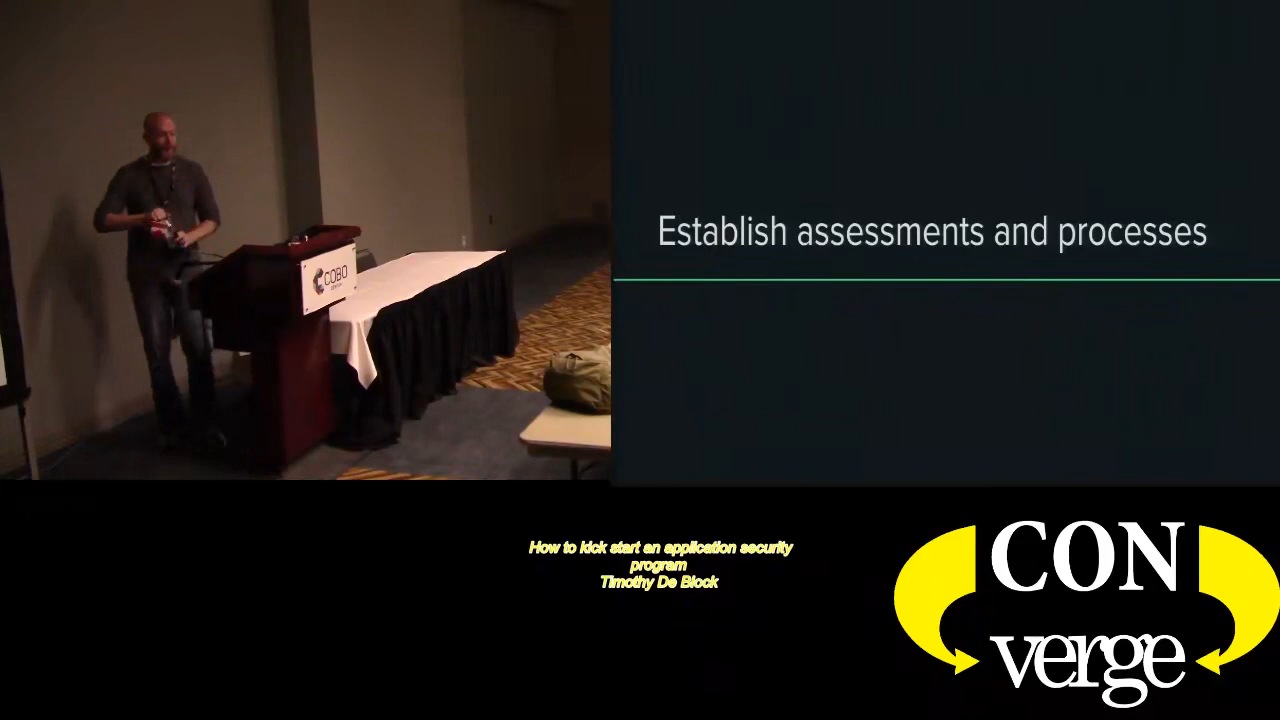 Establish assessments and processes
COBO
How to kick start an application security
program
Timothy De Block
CON
verge